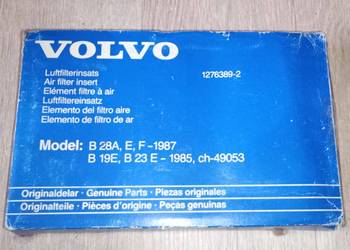 VOLVO
Luftfilterinsats 1276389-2
Air filter insert
Elément filtre à air
Luftfiltereinsatz
Elemento del filtro aire
Elemento de filtro de ar
Model: B 28A, E, F -1987
B 19E, B 23 E - 1985, ch-49053
Originaldelar - Genuine Parts - Piezas originales
Originalteile - Pièces d'origine - Peças genuinas